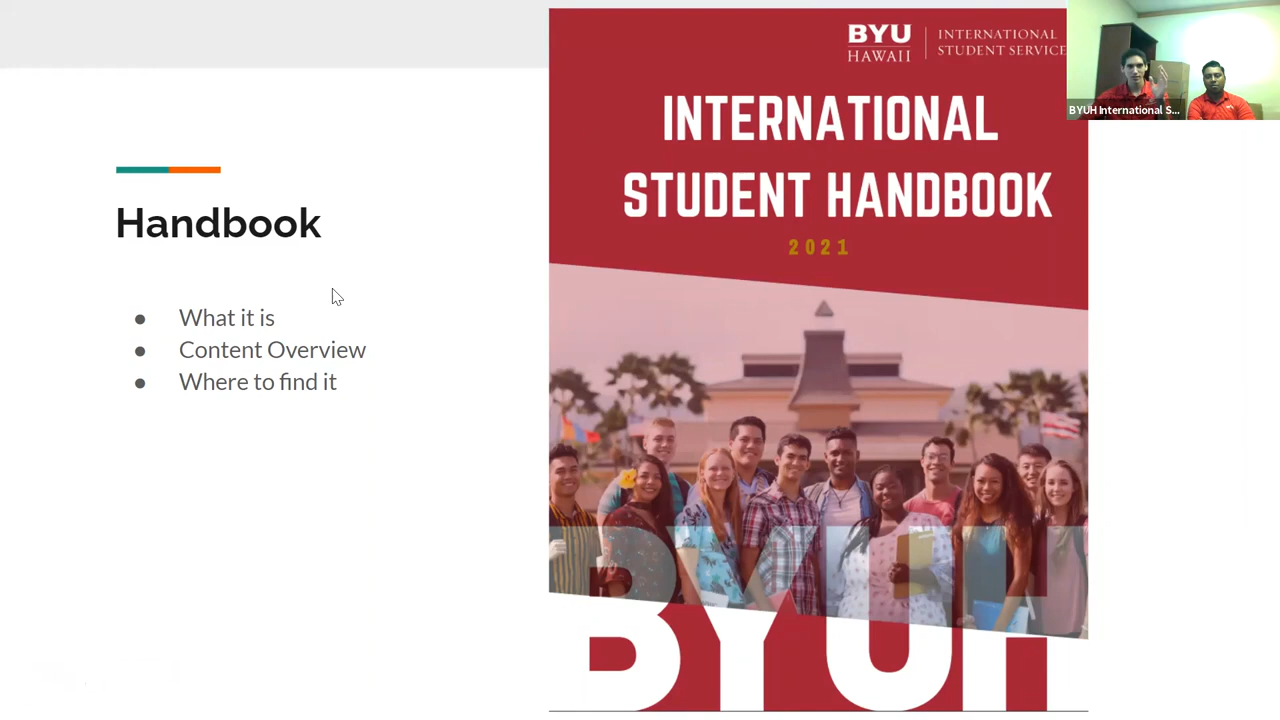 Handbook
● What it is
● Content Overview
● Where to find it
BYU
HAWAII
INTERNATIONAL
STUDENT SERVICE
INTERNATIONAL
STUDENT HANDBOOK
2021
BYUH
BYUH International S...